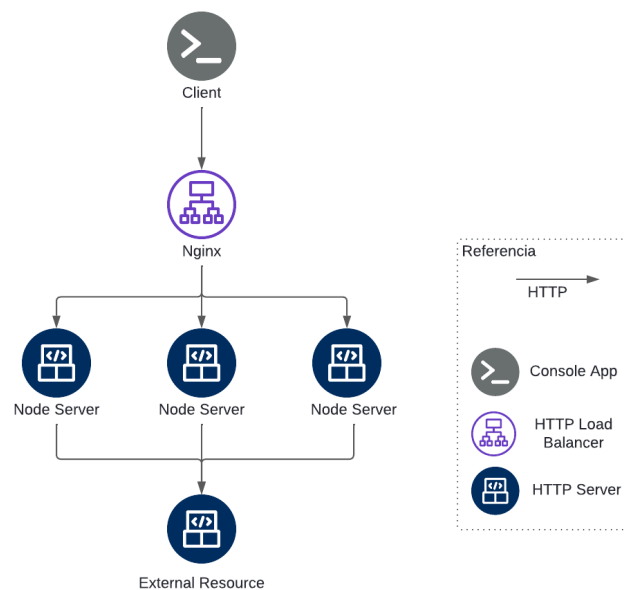 Client
Nginx
Node Server
Node Server
Node Server
External Resource
Referencia
HTTP
Console App
HTTP Load
Balancer
HTTP Server